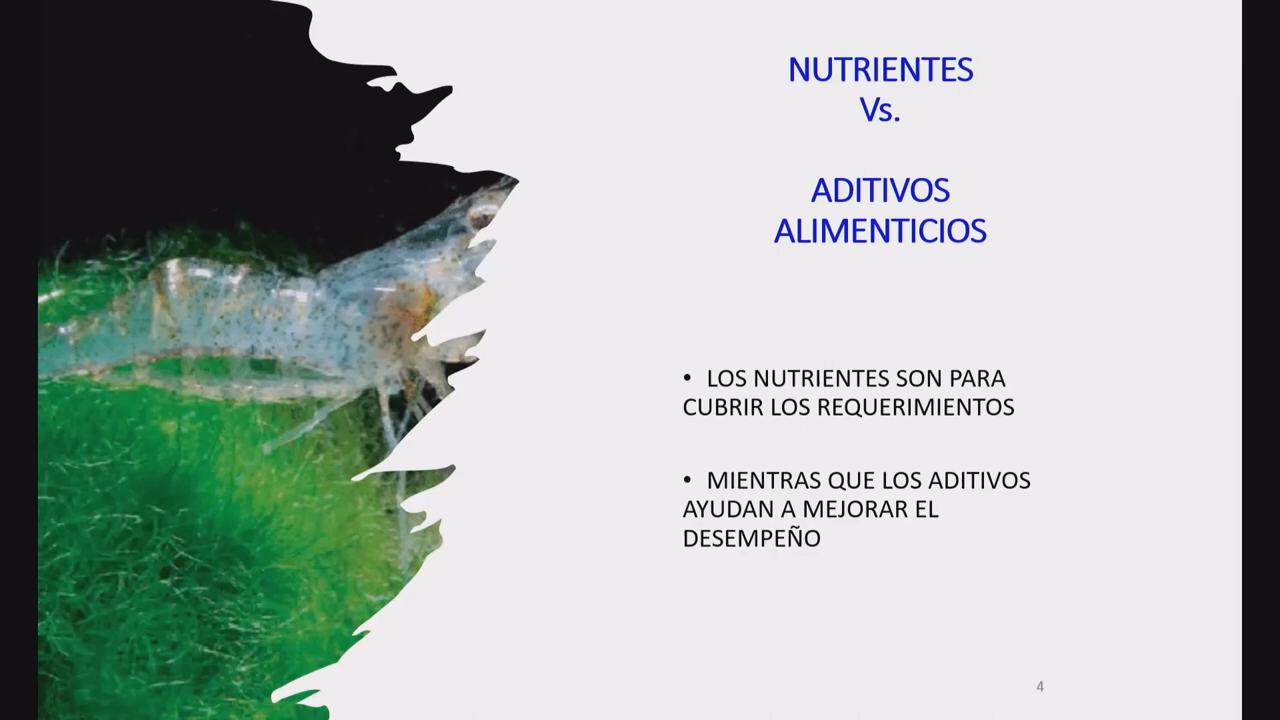 NUTRIENTES
Vs.
ADITIVOS
ALIMENTICIOS
• LOS NUTRIENTES SON PARA
CUBRIR LOS REQUERIMIENTOS
• MIENTRAS QUE LOS ADITIVOS
AYUDAN A MEJORAR EL
DESEMPEÑO
4